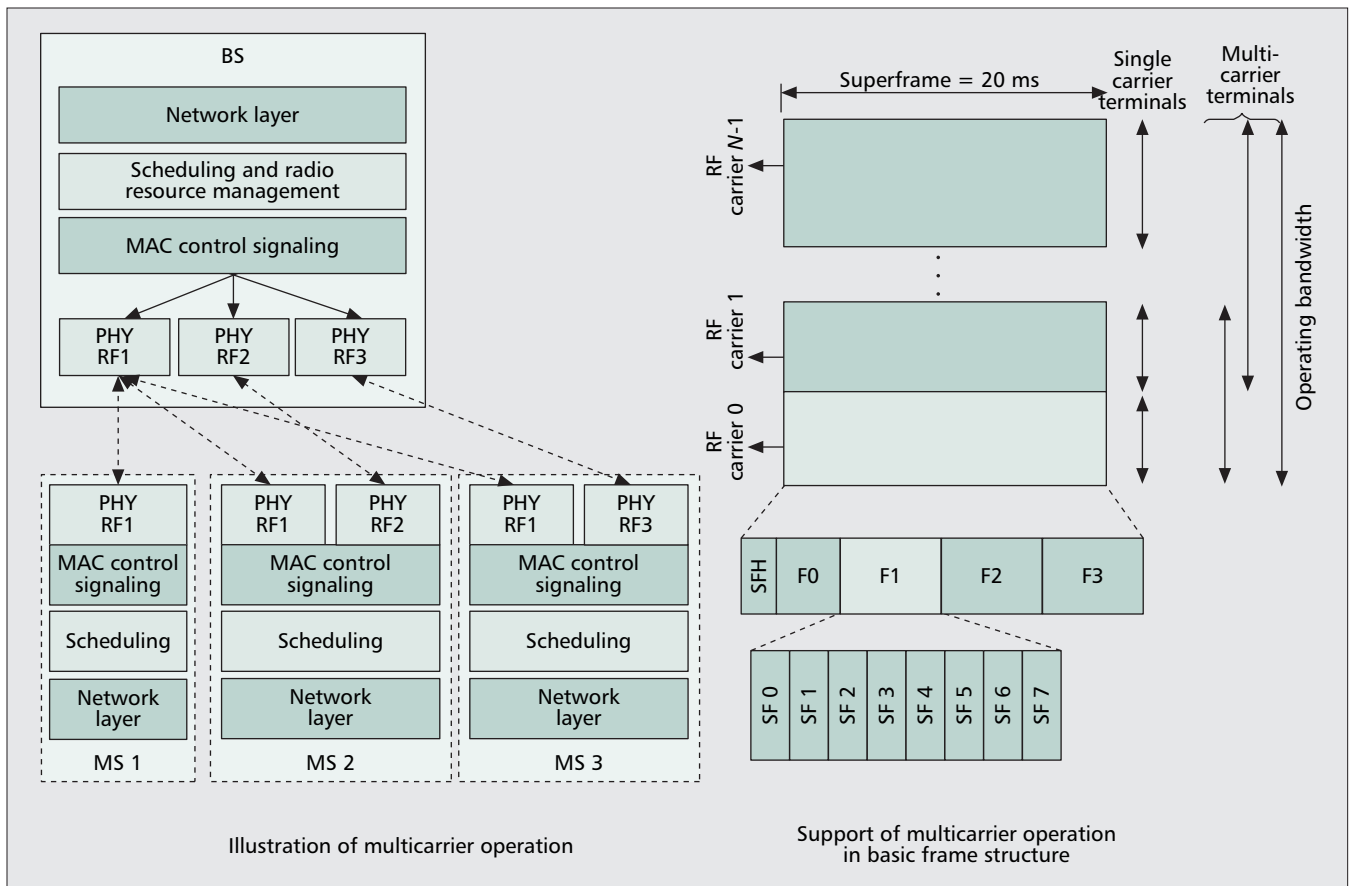 BS
Network layer
Scheduling and radio
resource management
MAC control signaling
PHY
RF1
PHY
RF2
PHY
RF3
PHY
RF1
MAC control
signaling
Scheduling
Network
layer
MS 1
PHY
RF1
PHY
RF2
MAC control
signaling
Scheduling
Network
layer
MS 2
PHY
RF1
PHY
RF3
MAC control
signaling
Scheduling
Network
layer
MS 3
Illustration of multicarrier operation
Superframe = 20 ms
Single
carrier
terminals
Multi-
carrier
terminals
RF
carrier N-1
RF
carrier 1
RF
carrier 0
Operating bandwidth
SFH
F0
F1
F2
F3
SF 0
SF 1
SF 2
SF 3
SF 4
SF 5
SF 6
SF 7
Support of multicarrier operation
in basic frame structure